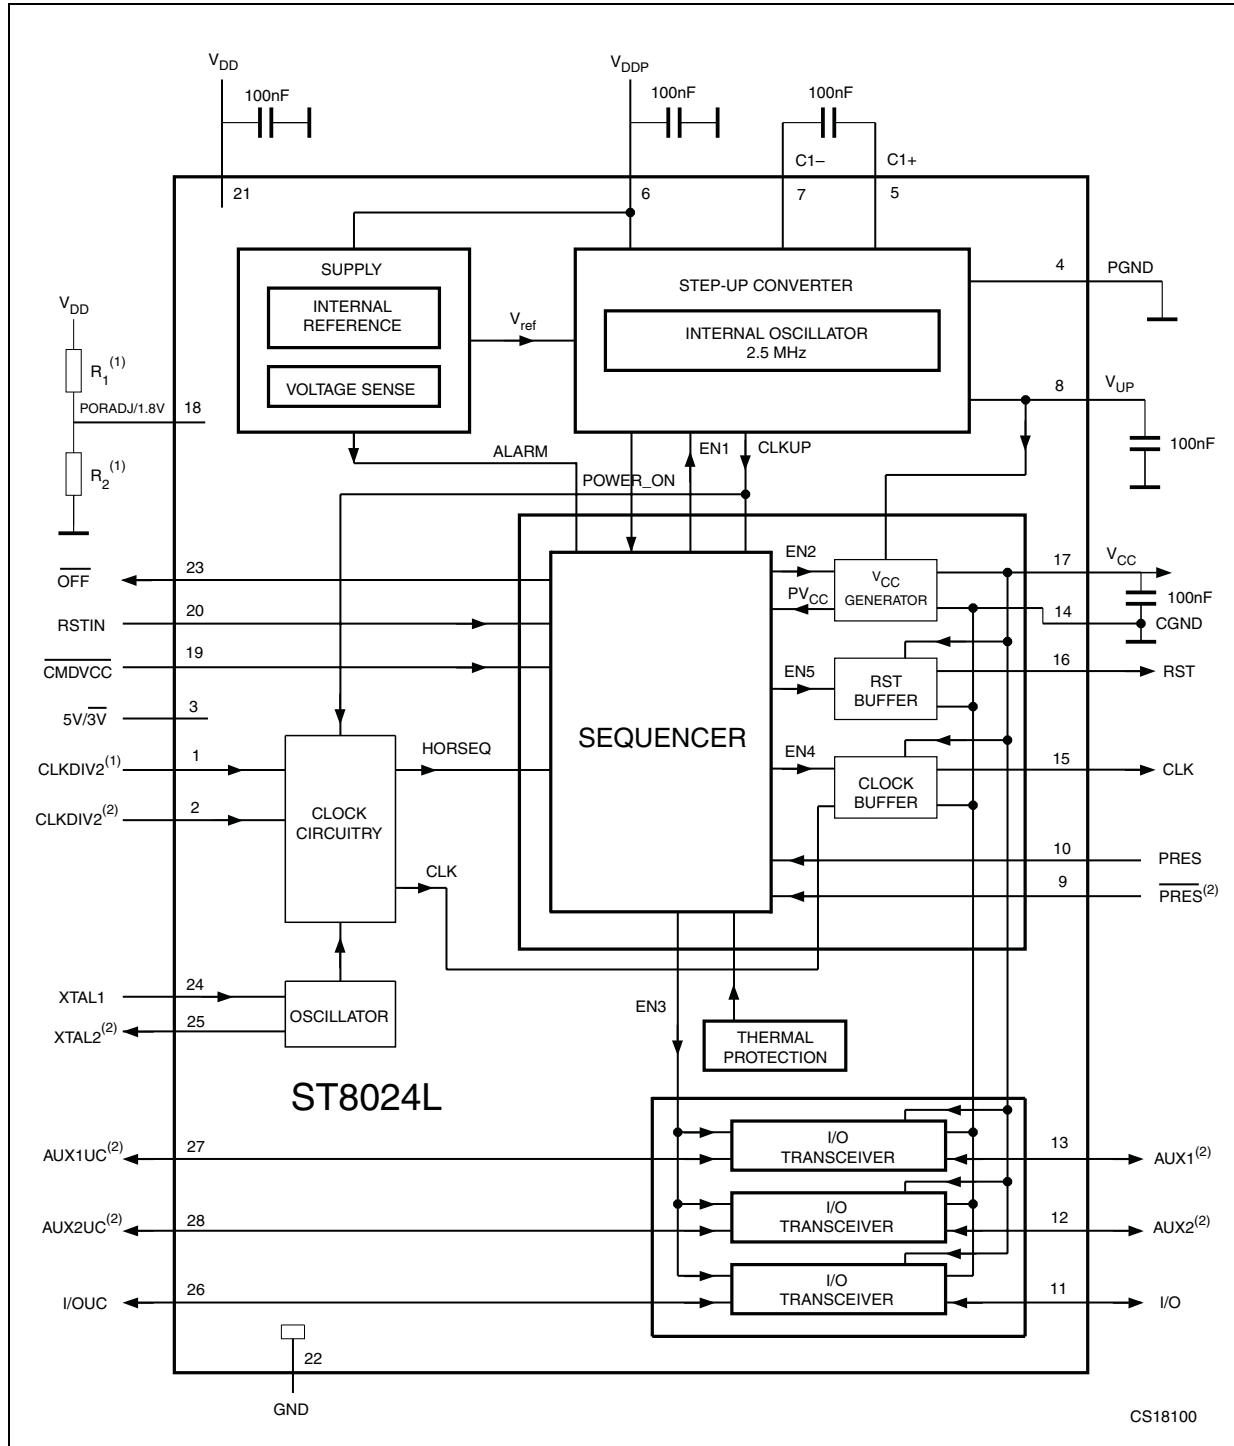 VDD
100nF
VDDP
100nF
100nF
C1–
C1+
21
6
7
5
SUPPLY
INTERNAL
REFERENCE
VOLTAGE SENSE
Vref
STEP-UP CONVERTER
INTERNAL OSCILLATOR
2.5 MHz
4
PGND
8
VUP
100nF
VDD
R1(1)
PORADJ/1.8V
18
R2(1)
ALARM
POWER_ON
EN1
CLKUP
OFF
23
RSTIN
20
CMDVCC
19
5V/3V
3
CLKDIV2(1)
1
CLKDIV2(2)
2
CLOCK
CIRCUITRY
HORSEQ
CLK
SEQUENCER
EN2
PVCC
VCC
GENERATOR
17
VCC
100nF
14
CGND
EN5
RST
BUFFER
16
RST
EN4
CLOCK
BUFFER
15
CLK
10
PRES
9
PRES(2)
XTAL1
24
XTAL2(2)
25
OSCILLATOR
EN3
THERMAL
PROTECTION
ST8024L
AUX1UC(2)
27
I/O
TRANSCEIVER
13
AUX1(2)
AUX2UC(2)
28
I/O
TRANSCEIVER
12
AUX2(2)
I/OUC
26
I/O
TRANSCEIVER
11
I/O
22
GND
CS18100